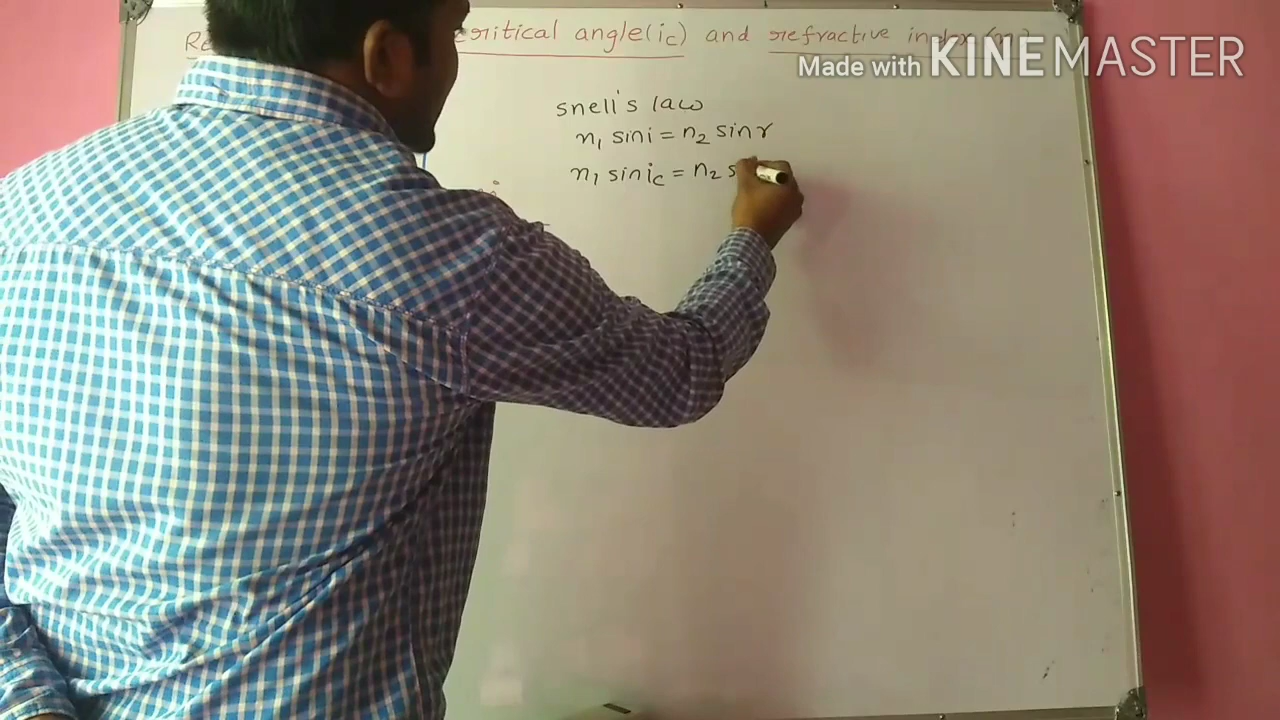 critical angle(ic) and refractive index
Made with KINEMASTER
snell's law
n₁ sini = n₂ sinr
n₁ sinic = n₂ s